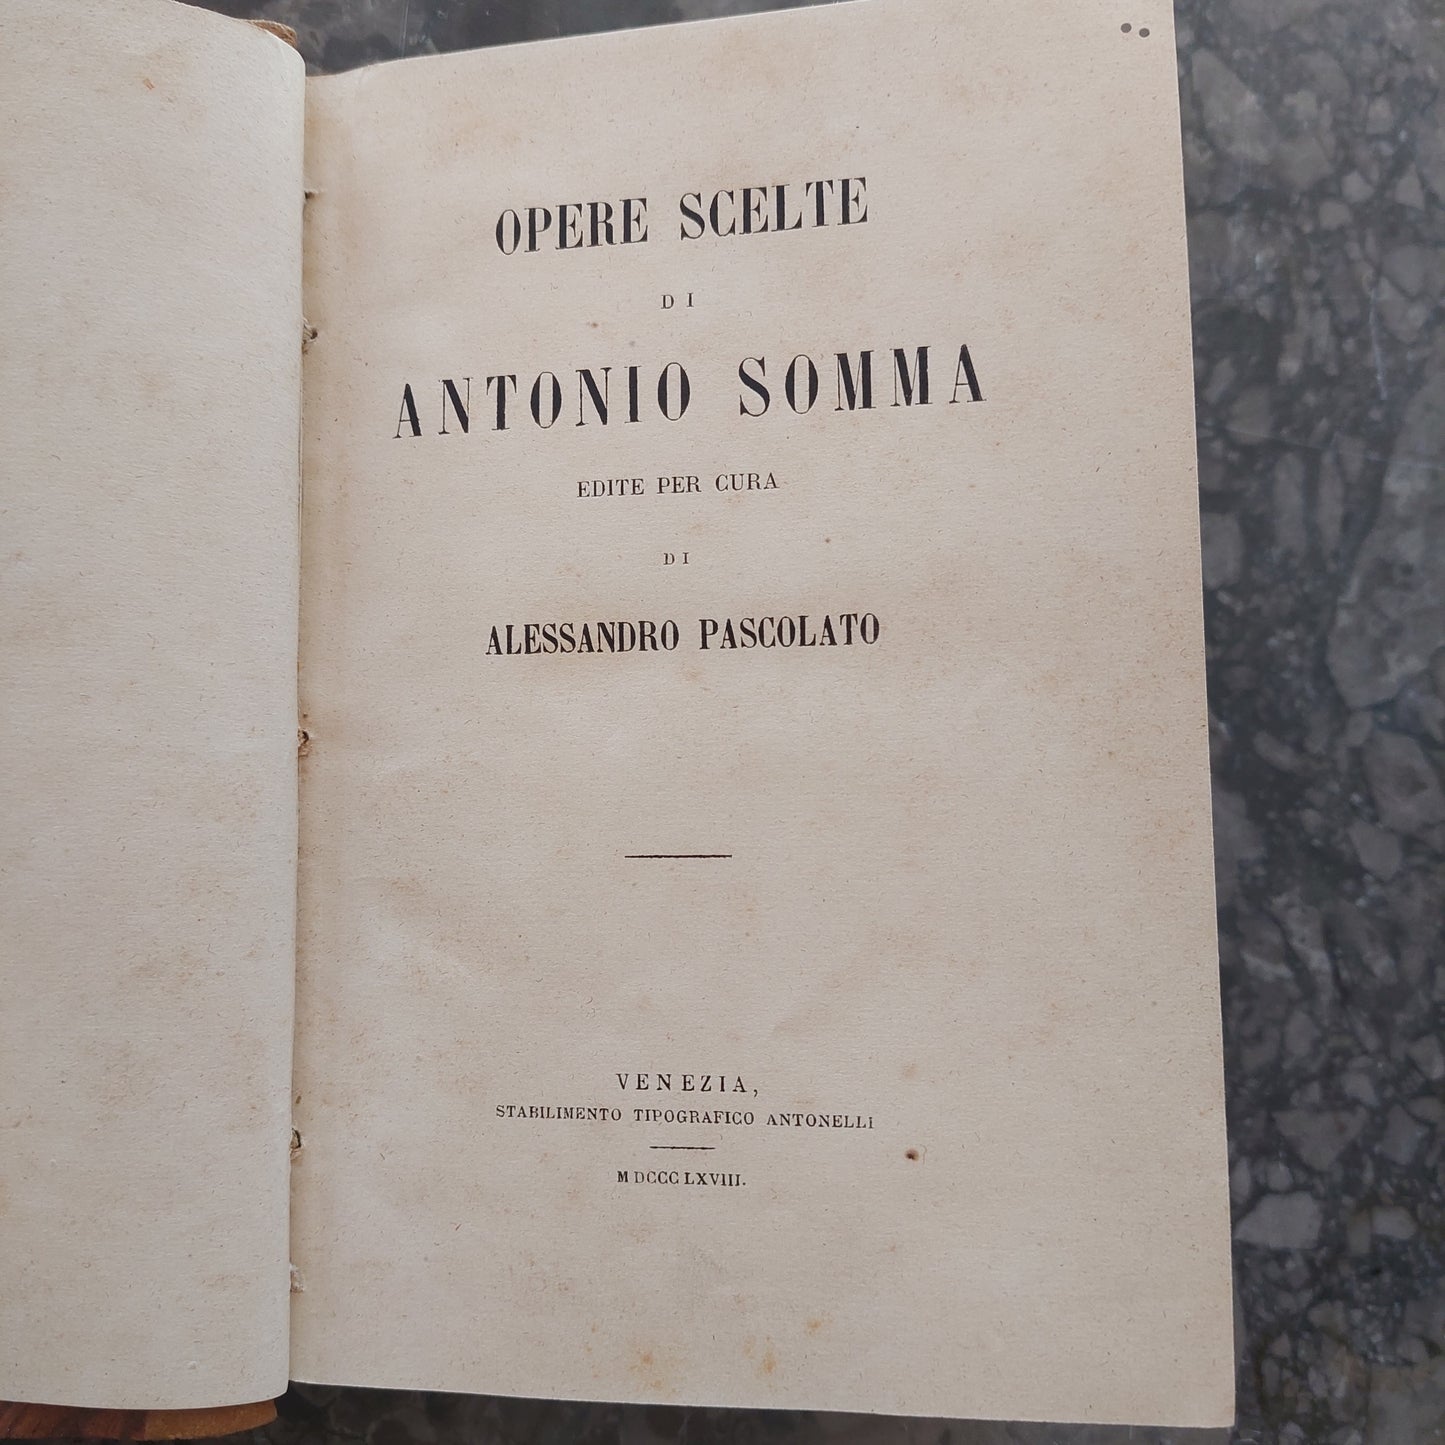 OPERE SCELTE
DI
ANTONIO SOMMA
EDITE PER CURA
DI
ALESSANDRO PASCOLATO
VENEZIA,
STABILIMENTO TIPOGRAFICO ANTONELLI
MDCCCLXVIII.